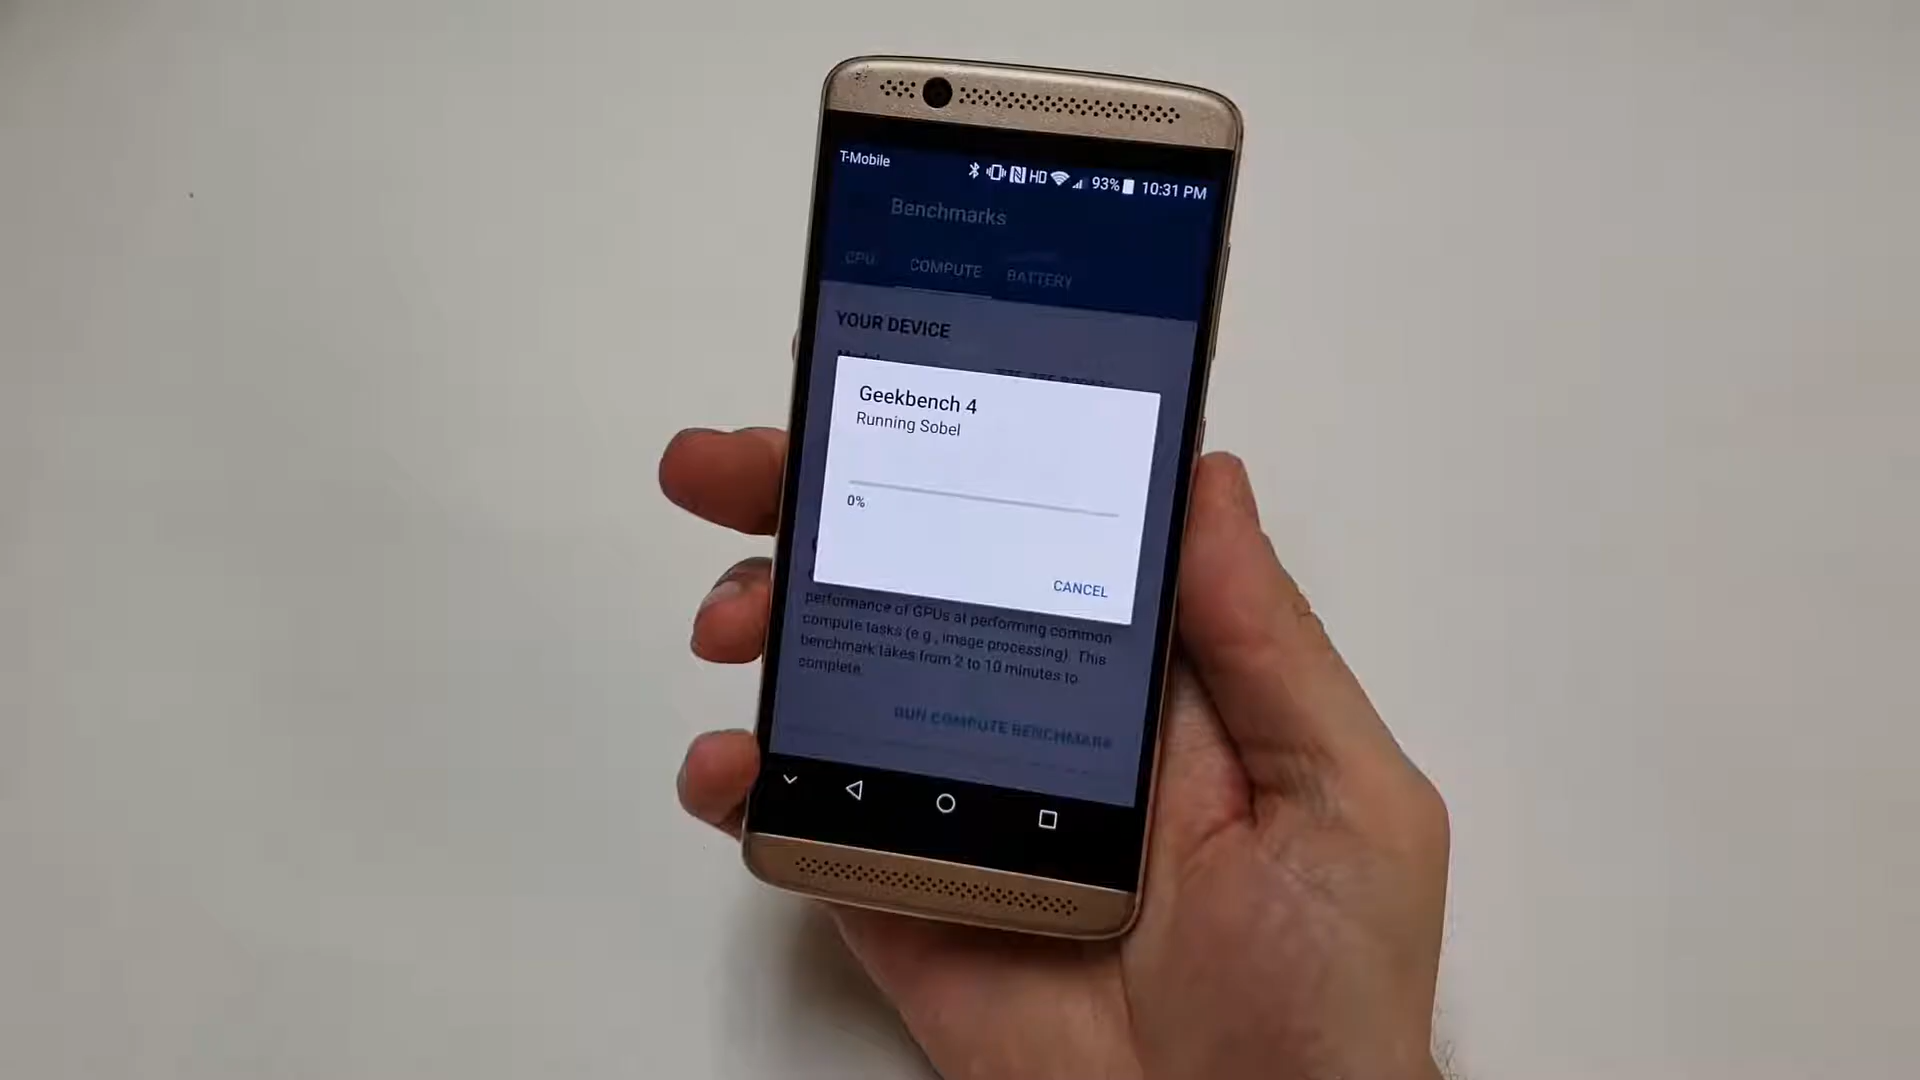 T-Mobile
HD 93% 10:31 PM
Benchmarks
CPU COMPUTE BATTERY
YOUR DEVICE
Geekbench 4
Running Sobel
0%
CANCEL
performance of GPUs at performing common
compute tasks (e.g., image processing). This
benchmark takes from 2 to 10 minutes to
complete.
RUN COMPUTE BENCHMARK